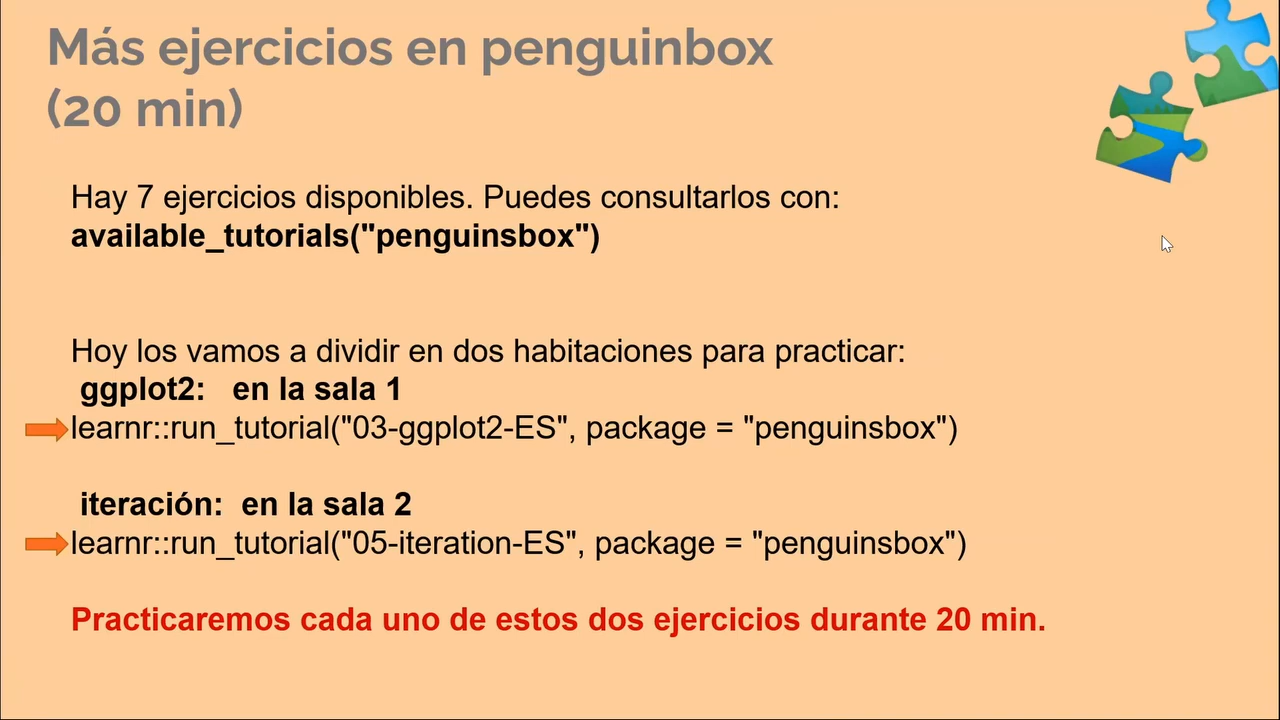 Más ejercicios en penguinbox
(20 min)
Hay 7 ejercicios disponibles. Puedes consultarlos con:
available_tutorials("penguinsbox")
Hoy los vamos a dividir en dos habitaciones para practicar:
ggplot2: en la sala 1
learnr::run_tutorial("03-ggplot2-ES", package = "penguinsbox")
iteración: en la sala 2
learnr::run_tutorial("05-iteration-ES", package = "penguinsbox")
Practicaremos cada uno de estos dos ejercicios durante 20 min.